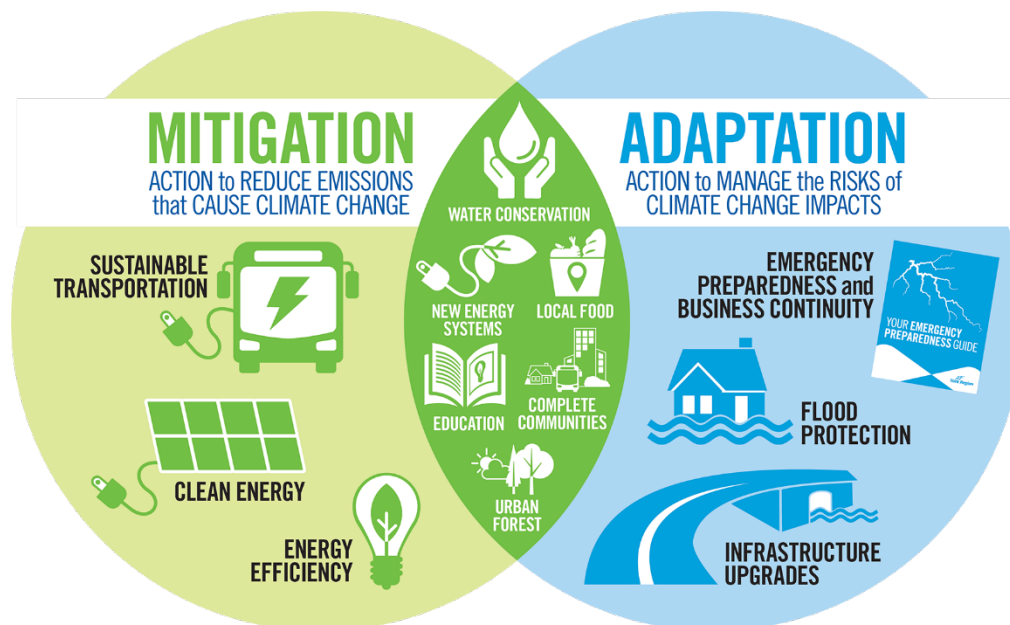 MITIGATION
ACTION to REDUCE EMISSIONS
that CAUSE CLIMATE CHANGE
SUSTAINABLE
TRANSPORTATION
CLEAN ENERGY
ENERGY
EFFICIENCY
WATER CONSERVATION
NEW ENERGY
SYSTEMS
LOCAL FOOD
EDUCATION
COMPLETE
COMMUNITIES
URBAN
FOREST
ADAPTATION
ACTION to MANAGE the RISKS of
CLIMATE CHANGE IMPACTS
EMERGENCY
PREPAREDNESS and
BUSINESS CONTINUITY
YOUR EMERGENCY
PREPAREDNESS GUIDE
York Region
FLOOD
PROTECTION
INFRASTRUCTURE
UPGRADES